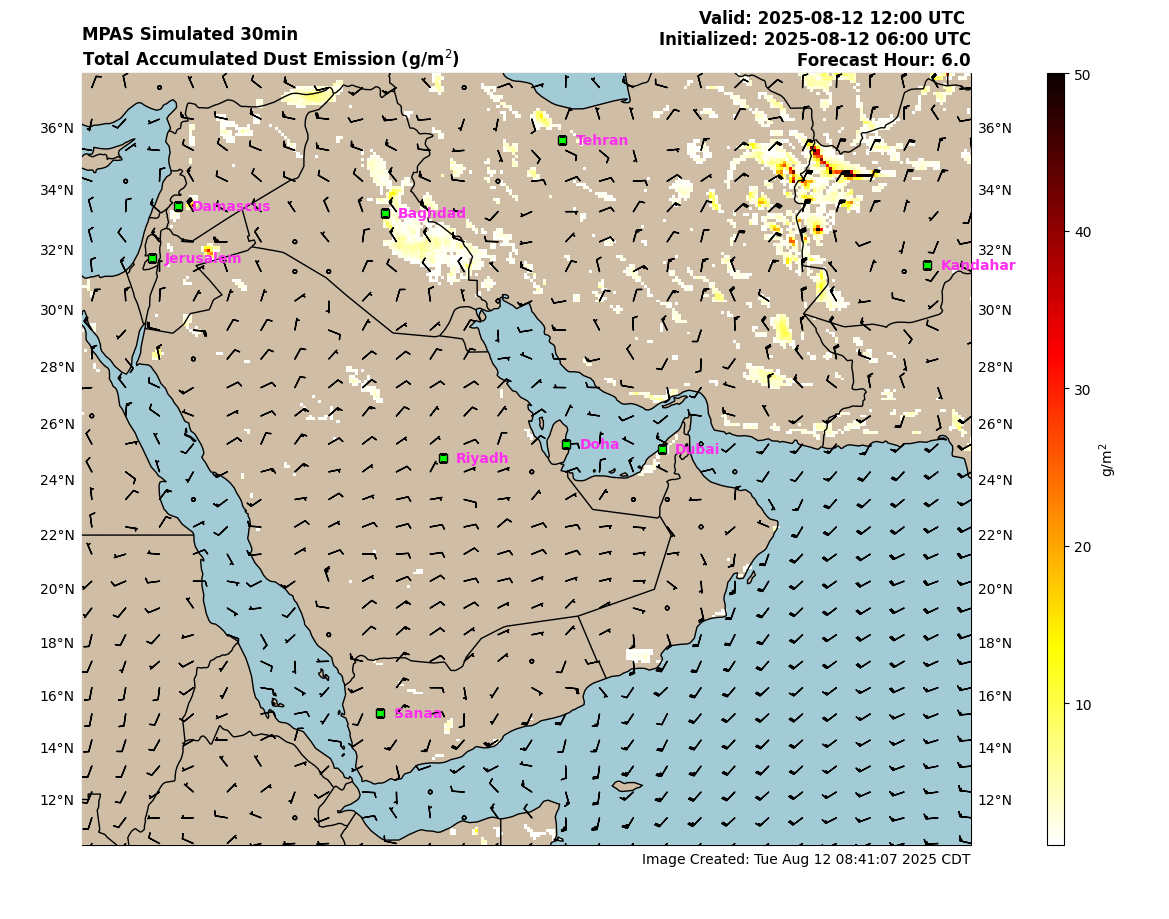 MPAS Simulated 30min
Total Accumulated Dust Emission (g/m²)
Valid: 2025-08-12 12:00 UTC
Initialized: 2025-08-12 06:00 UTC
Forecast Hour: 6.0
36°N
34°N
32°N
30°N
28°N
26°N
24°N
22°N
20°N
18°N
16°N
14°N
12°N
Tehran
Damascus
Baghdad
Jerusalem
Kandahar
Doha
Dubai
Riyadh
Sanaa
36°N
34°N
32°N
30°N
28°N
26°N
24°N
22°N
20°N
18°N
16°N
14°N
12°N
50
40
30
20
10
g/m²
Image Created: Tue Aug 12 08:41:07 2025 CDT